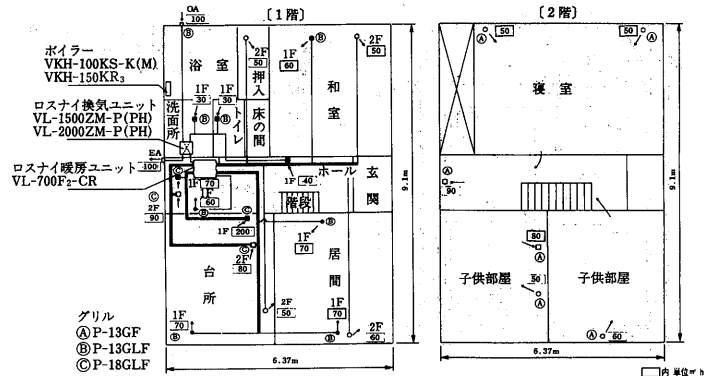 〔1階〕
〔2階〕
OA
100
Ⓑ
ボイラー
VKH-100KS-K(M)
VKH-150KR₃
ロスナイ換気ユニット
VL-1500ZM-P(PH)
VL-2000ZM-P(PH)
EA
100
ロスナイ暖房ユニット
VL-700F₂-CR
浴室
2F
50
押入
1F
60
Ⓑ
和室
2F
50
洗面所
1F
30
Ⓑ
1F
30
Ⓑ
トイレ
床の間
1F
40
ホール
玄関
階段
Ⓒ
2F
90
1F
70
1F
60
Ⓑ
Ⓒ
1F
200
Ⓒ
2F
80
Ⓑ
1F
70
台所
居間
1F
70
Ⓑ
2F
50
1F
70
Ⓑ
2F
60
6.37m
9.1m
グリル
ⒶP-13GF
ⒷP-13GLF
ⒸP-18GLF
50
Ⓐ
50
Ⓐ
寝室
Ⓐ
90
80
Ⓐ
50
Ⓐ
子供部屋
子供部屋
Ⓐ
60
6.37m
9.1m
内 単位㎥/h